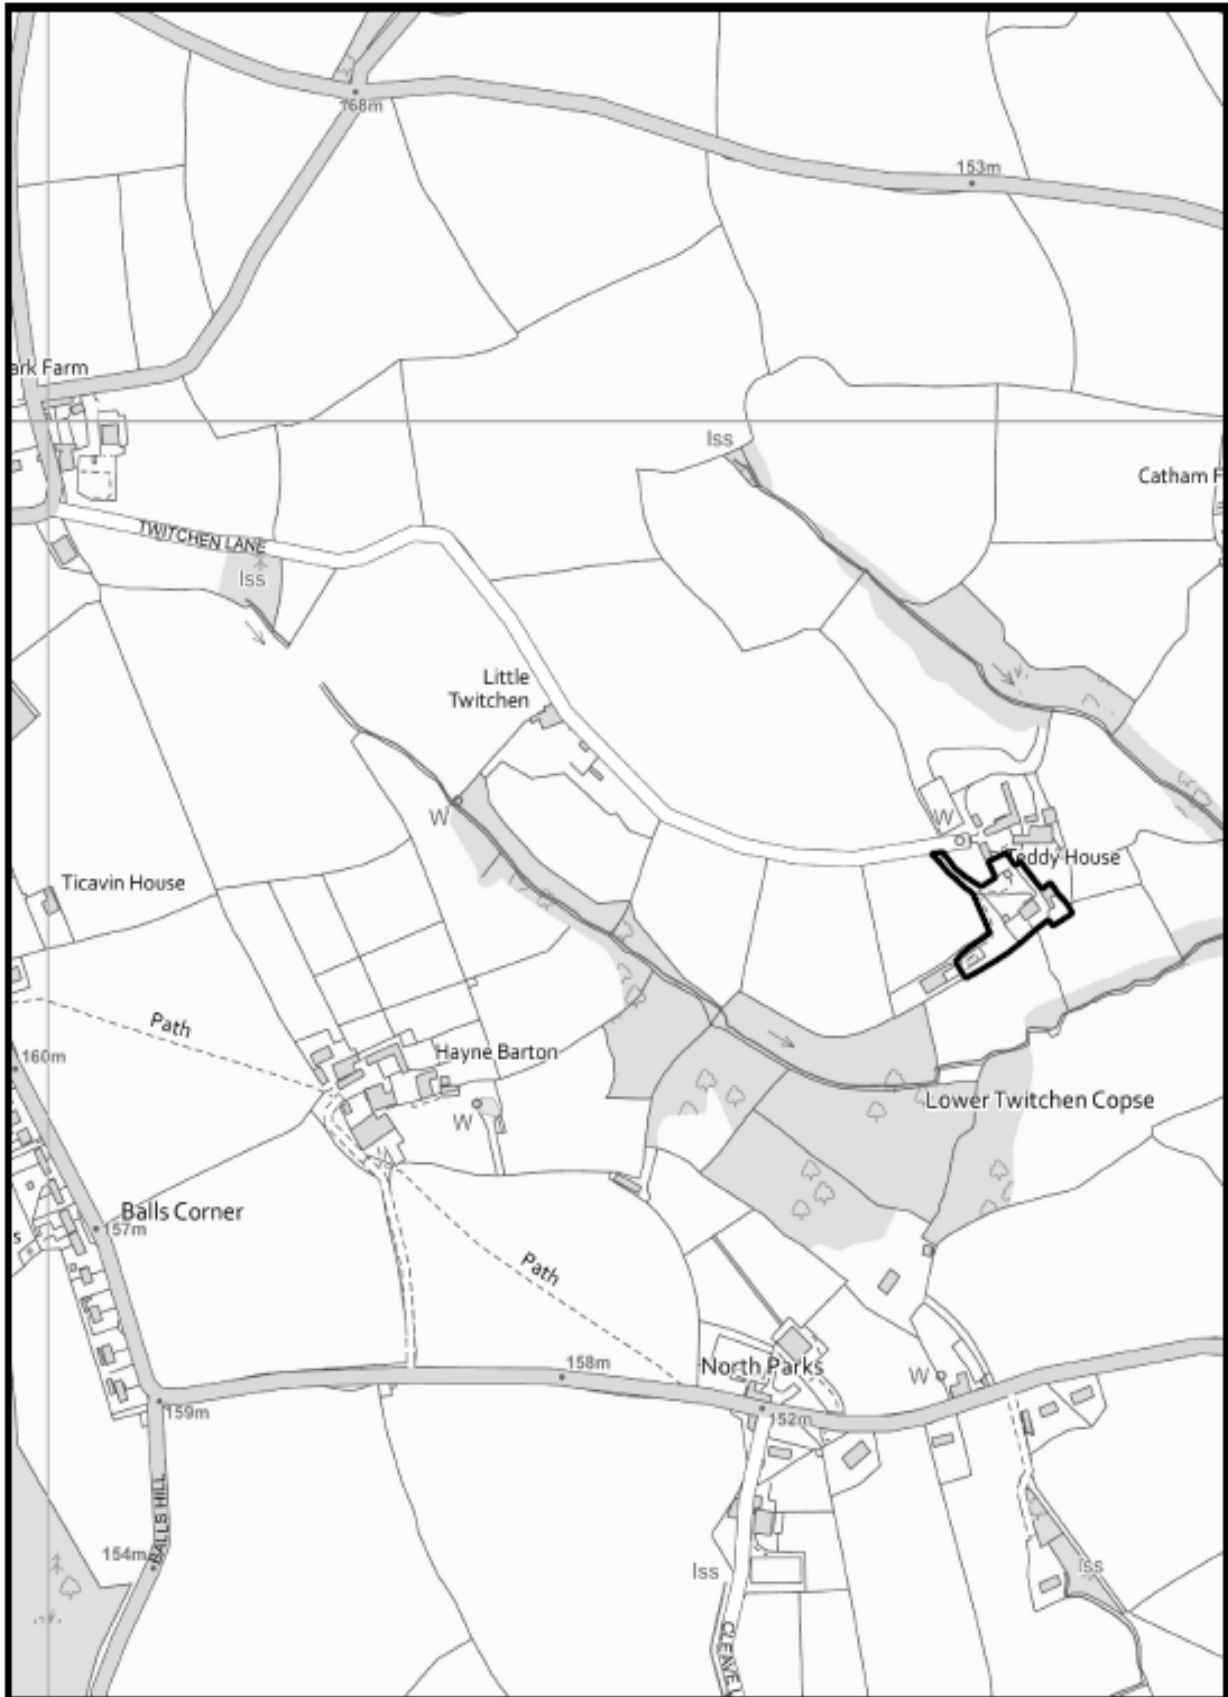 168m
153m
ark Farm
Iss
Catham F
TWITCHEN LANE
Iss
Little
Twitchen
W
W
Teddy House
Ticavin House
Path
160m
Hayne Barton
W
Lower Twitchen Copse
Balls Corner
157m
s
Path
158m
North Parks
W
159m
152m
BALLS HILL
154m
Iss
Iss
CLEAVE L